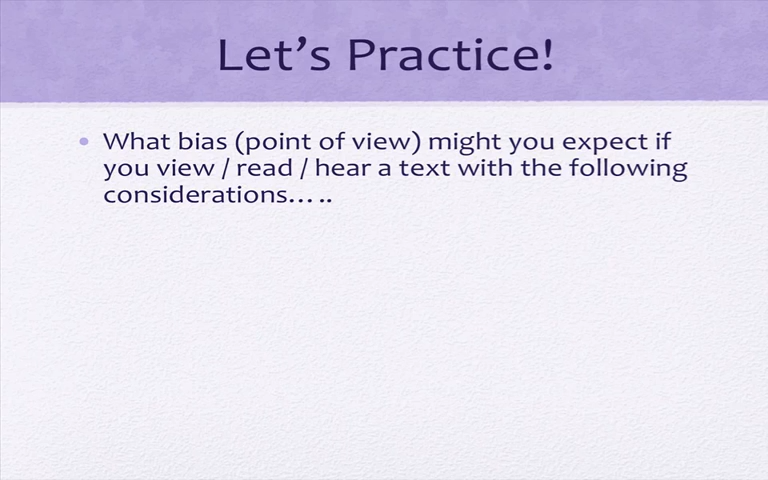 Let’s Practice!
• What bias (point of view) might you expect if
you view / read / hear a text with the following
considerations… ..